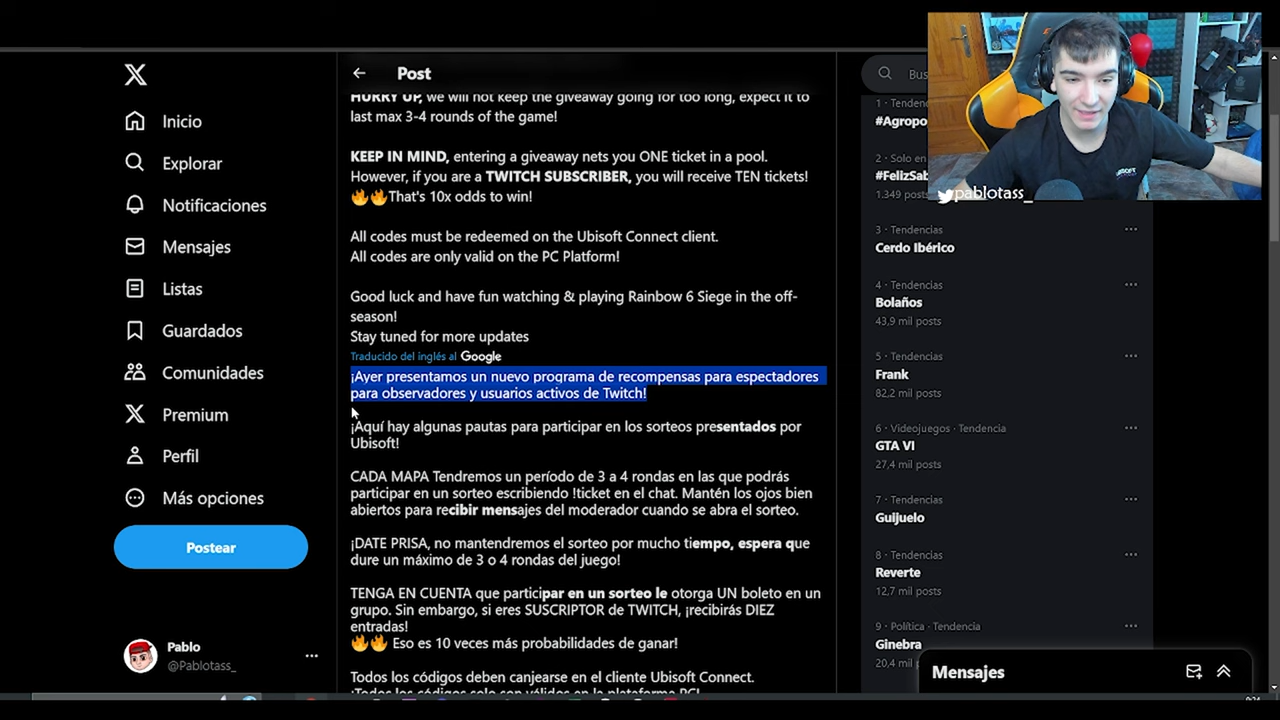 Post
Inicio
Explorar
Notificaciones
Mensajes
Listas
Guardados
Comunidades
Premium
Perfil
Más opciones
Postear
Pablo
@Pablotass_
HURRY UP, we will not keep the giveaway going for too long, expect it to
last max 3-4 rounds of the game!
KEEP IN MIND, entering a giveaway nets you ONE ticket in a pool.
However, if you are a TWITCH SUBSCRIBER, you will receive TEN tickets!
🔥🔥That's 10x odds to win!
All codes must be redeemed on the Ubisoft Connect client.
All codes are only valid on the PC Platform!
Good luck and have fun watching & playing Rainbow 6 Siege in the off-
season!
Stay tuned for more updates
Traducido del inglés al Google
¡Ayer presentamos un nuevo programa de recompensas para espectadores
para observadores y usuarios activos de Twitch!
¡Aquí hay algunas pautas para participar en los sorteos presentados por
Ubisoft!
CADA MAPA Tendremos un período de 3 a 4 rondas en las que podrás
participar en un sorteo escribiendo !ticket en el chat. Mantén los ojos bien
abiertos para recibir mensajes del moderador cuando se abra el sorteo.
¡DATE PRISA, no mantendremos el sorteo por mucho tiempo, espera que
dure un máximo de 3 o 4 rondas del juego!
TENGA EN CUENTA que participar en un sorteo le otorga UN boleto en un
grupo. Sin embargo, si eres SUSCRIPTOR de TWITCH, ¡recibirás DIEZ
entradas!
🔥🔥 Eso es 10 veces más probabilidades de ganar!
Todos los códigos deben canjearse en el cliente Ubisoft Connect.
¡Todos los códigos solo son válidos en la plataforma PC!
Bus
1 · Tendenc
#Agropo
2 · Solo en
#FelizSab
1.349 posts
3 · Tendencias
Cerdo Ibérico
4 · Tendencias
Bolaños
43,9 mil posts
5 · Tendencias
Frank
82,2 mil posts
6 · Videojuegos · Tendencia
GTA VI
27,4 mil posts
7 · Tendencias
Guijuelo
8 · Tendencias
Reverte
12,7 mil posts
9 · Política · Tendencia
Ginebra
20,4
Mensajes
pablotass_